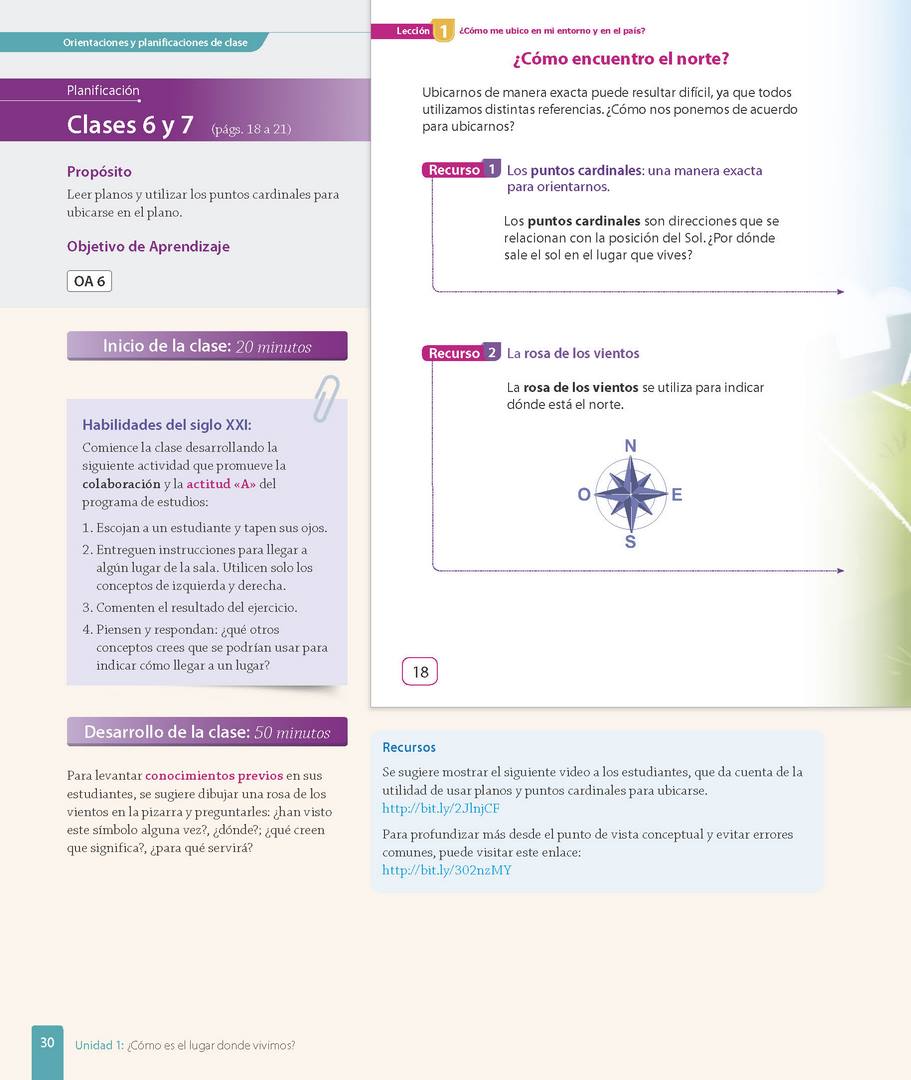 Orientaciones y planificaciones de clase
Planificación
Clases 6 y 7 (págs. 18 a 21)
Propósito
Leer planos y utilizar los puntos cardinales para
ubicarse en el plano.
Objetivo de Aprendizaje
OA 6
Inicio de la clase: 20 minutos
Habilidades del siglo XXI:
Comience la clase desarrollando la
siguiente actividad que promueve la
colaboración y la actitud «A» del
programa de estudios:
1. Escojan a un estudiante y tapen sus ojos.
2. Entreguen instrucciones para llegar a
algún lugar de la sala. Utilicen solo los
conceptos de izquierda y derecha.
3. Comenten el resultado del ejercicio.
4. Piensen y respondan: ¿qué otros
conceptos crees que se podrían usar para
indicar cómo llegar a un lugar?
Desarrollo de la clase: 50 minutos
Para levantar conocimientos previos en sus
estudiantes, se sugiere dibujar una rosa de los
vientos en la pizarra y preguntarles: ¿han visto
este símbolo alguna vez?, ¿dónde?; ¿qué creen
que significa?, ¿para qué servirá?
Lección 1 ¿Cómo me ubico en mi entorno y en el país?
¿Cómo encuentro el norte?
Ubicarnos de manera exacta puede resultar difícil, ya que todos
utilizamos distintas referencias. ¿Cómo nos ponemos de acuerdo
para ubicarnos?
Recurso 1 Los puntos cardinales: una manera exacta
para orientarnos.
Los puntos cardinales son direcciones que se
relacionan con la posición del Sol. ¿Por dónde
sale el sol en el lugar que vives?
Recurso 2 La rosa de los vientos
La rosa de los vientos se utiliza para indicar
dónde está el norte.
N
O E
S
18
Recursos
Se sugiere mostrar el siguiente video a los estudiantes, que da cuenta de la
utilidad de usar planos y puntos cardinales para ubicarse.
http://bit.ly/2JlnjCF
Para profundizar más desde el punto de vista conceptual y evitar errores
comunes, puede visitar este enlace:
http://bit.ly/302nzMY
30 Unidad 1: ¿Cómo es el lugar donde vivimos?